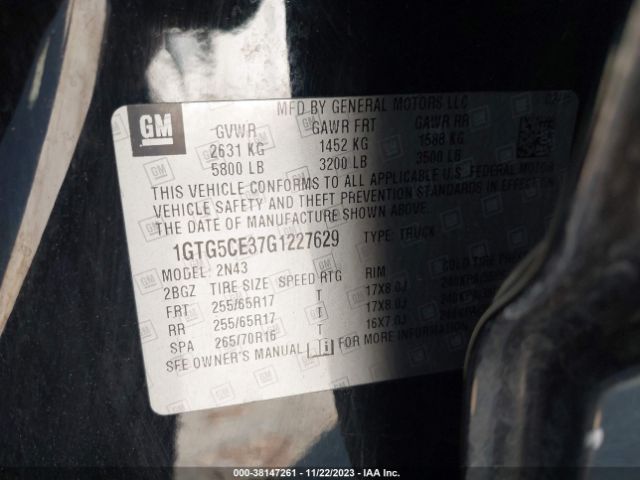 MFD BY GENERAL MOTORS LLC
GM
GVWR GAWR FRT GAWR RR
2631 KG 1452 KG 1588 KG
5800 LB 3200 LB 3500 LB
THIS VEHICLE CONFORMS TO ALL APPLICABLE U.S. FEDERAL MOTOR
VEHICLE SAFETY AND THEFT PREVENTION STANDARDS IN EFFECT ON
THE DATE OF MANUFACTURE SHOWN ABOVE.
1GTG5CE37G1227629 TYPE: TRUCK
MODEL: 2N43
2BGZ TIRE SIZE SPEED RTG RIM COLD TIRE
FRT 255/65R17 T 17X8.0J
RR 255/65R17 T 17X8.0J
SPA 265/70R16 T 16X7.0J
SEE OWNER'S MANUAL FOR MORE INFORMATION.
000-38147261 - 11/22/2023 - IAA Inc.